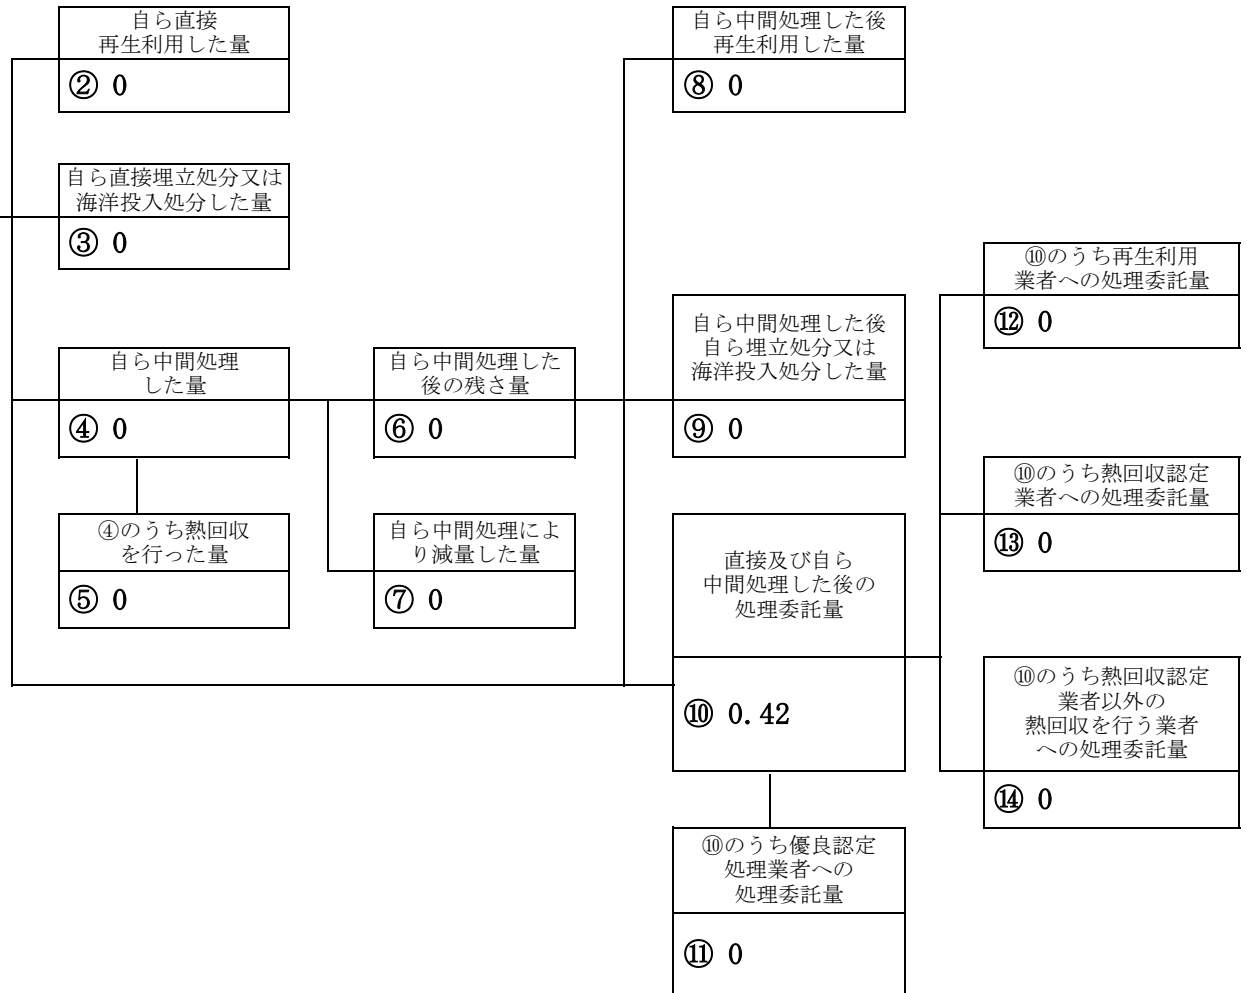 自ら直接
再生利用した量
② 0
自ら直接埋立処分又は
海洋投入処分した量
③ 0
自ら中間処理
した量
④ 0
④のうち熱回収
を行った量
⑤ 0
自ら中間処理した
後の残さ量
⑥ 0
自ら中間処理によ
り減量した量
⑦ 0
自ら中間処理した後
再生利用した量
⑧ 0
自ら中間処理した後
自ら埋立処分又は
海洋投入処分した量
⑨ 0
直接及び自ら
中間処理した後の
処理委託量
⑩ 0.42
⑩のうち優良認定
処理業者への
処理委託量
⑪ 0
⑩のうち再生利用
業者への処理委託量
⑫ 0
⑩のうち熱回収認定
業者への処理委託量
⑬ 0
⑩のうち熱回収認定
業者以外の
熱回収を行う業者
への処理委託量
⑭ 0